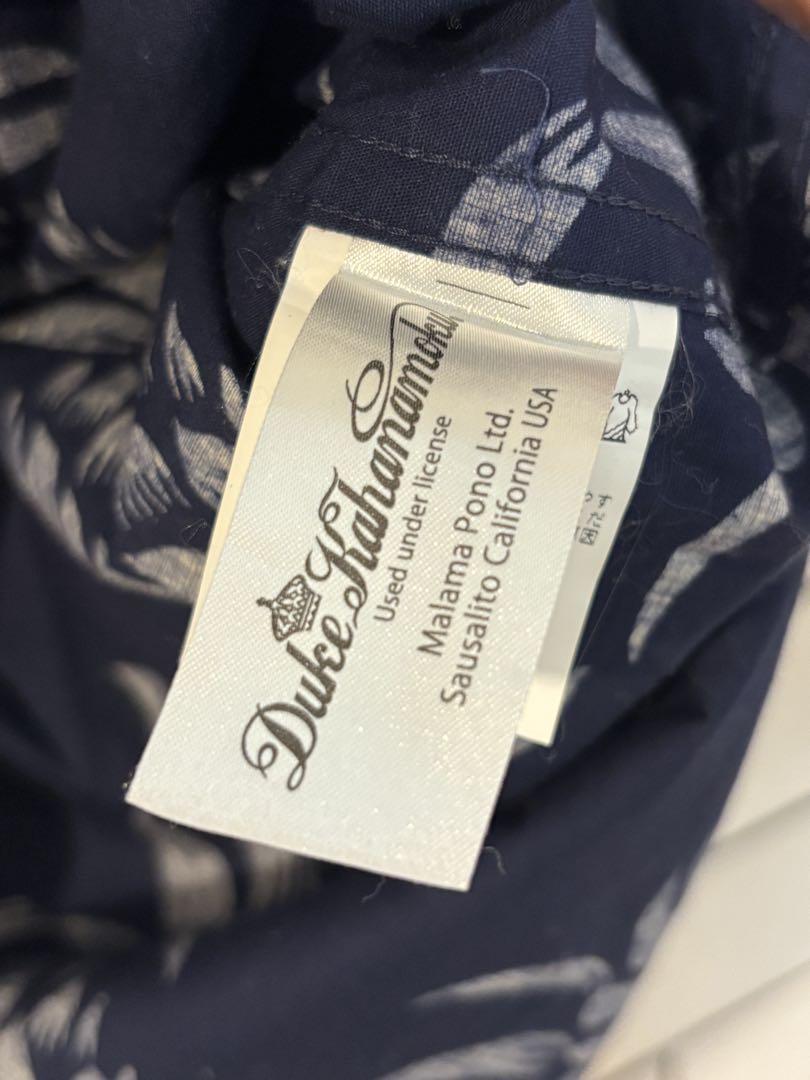 Duke Kahanamoku
Used under license
Malama Pono Ltd.
Sausalito California USA